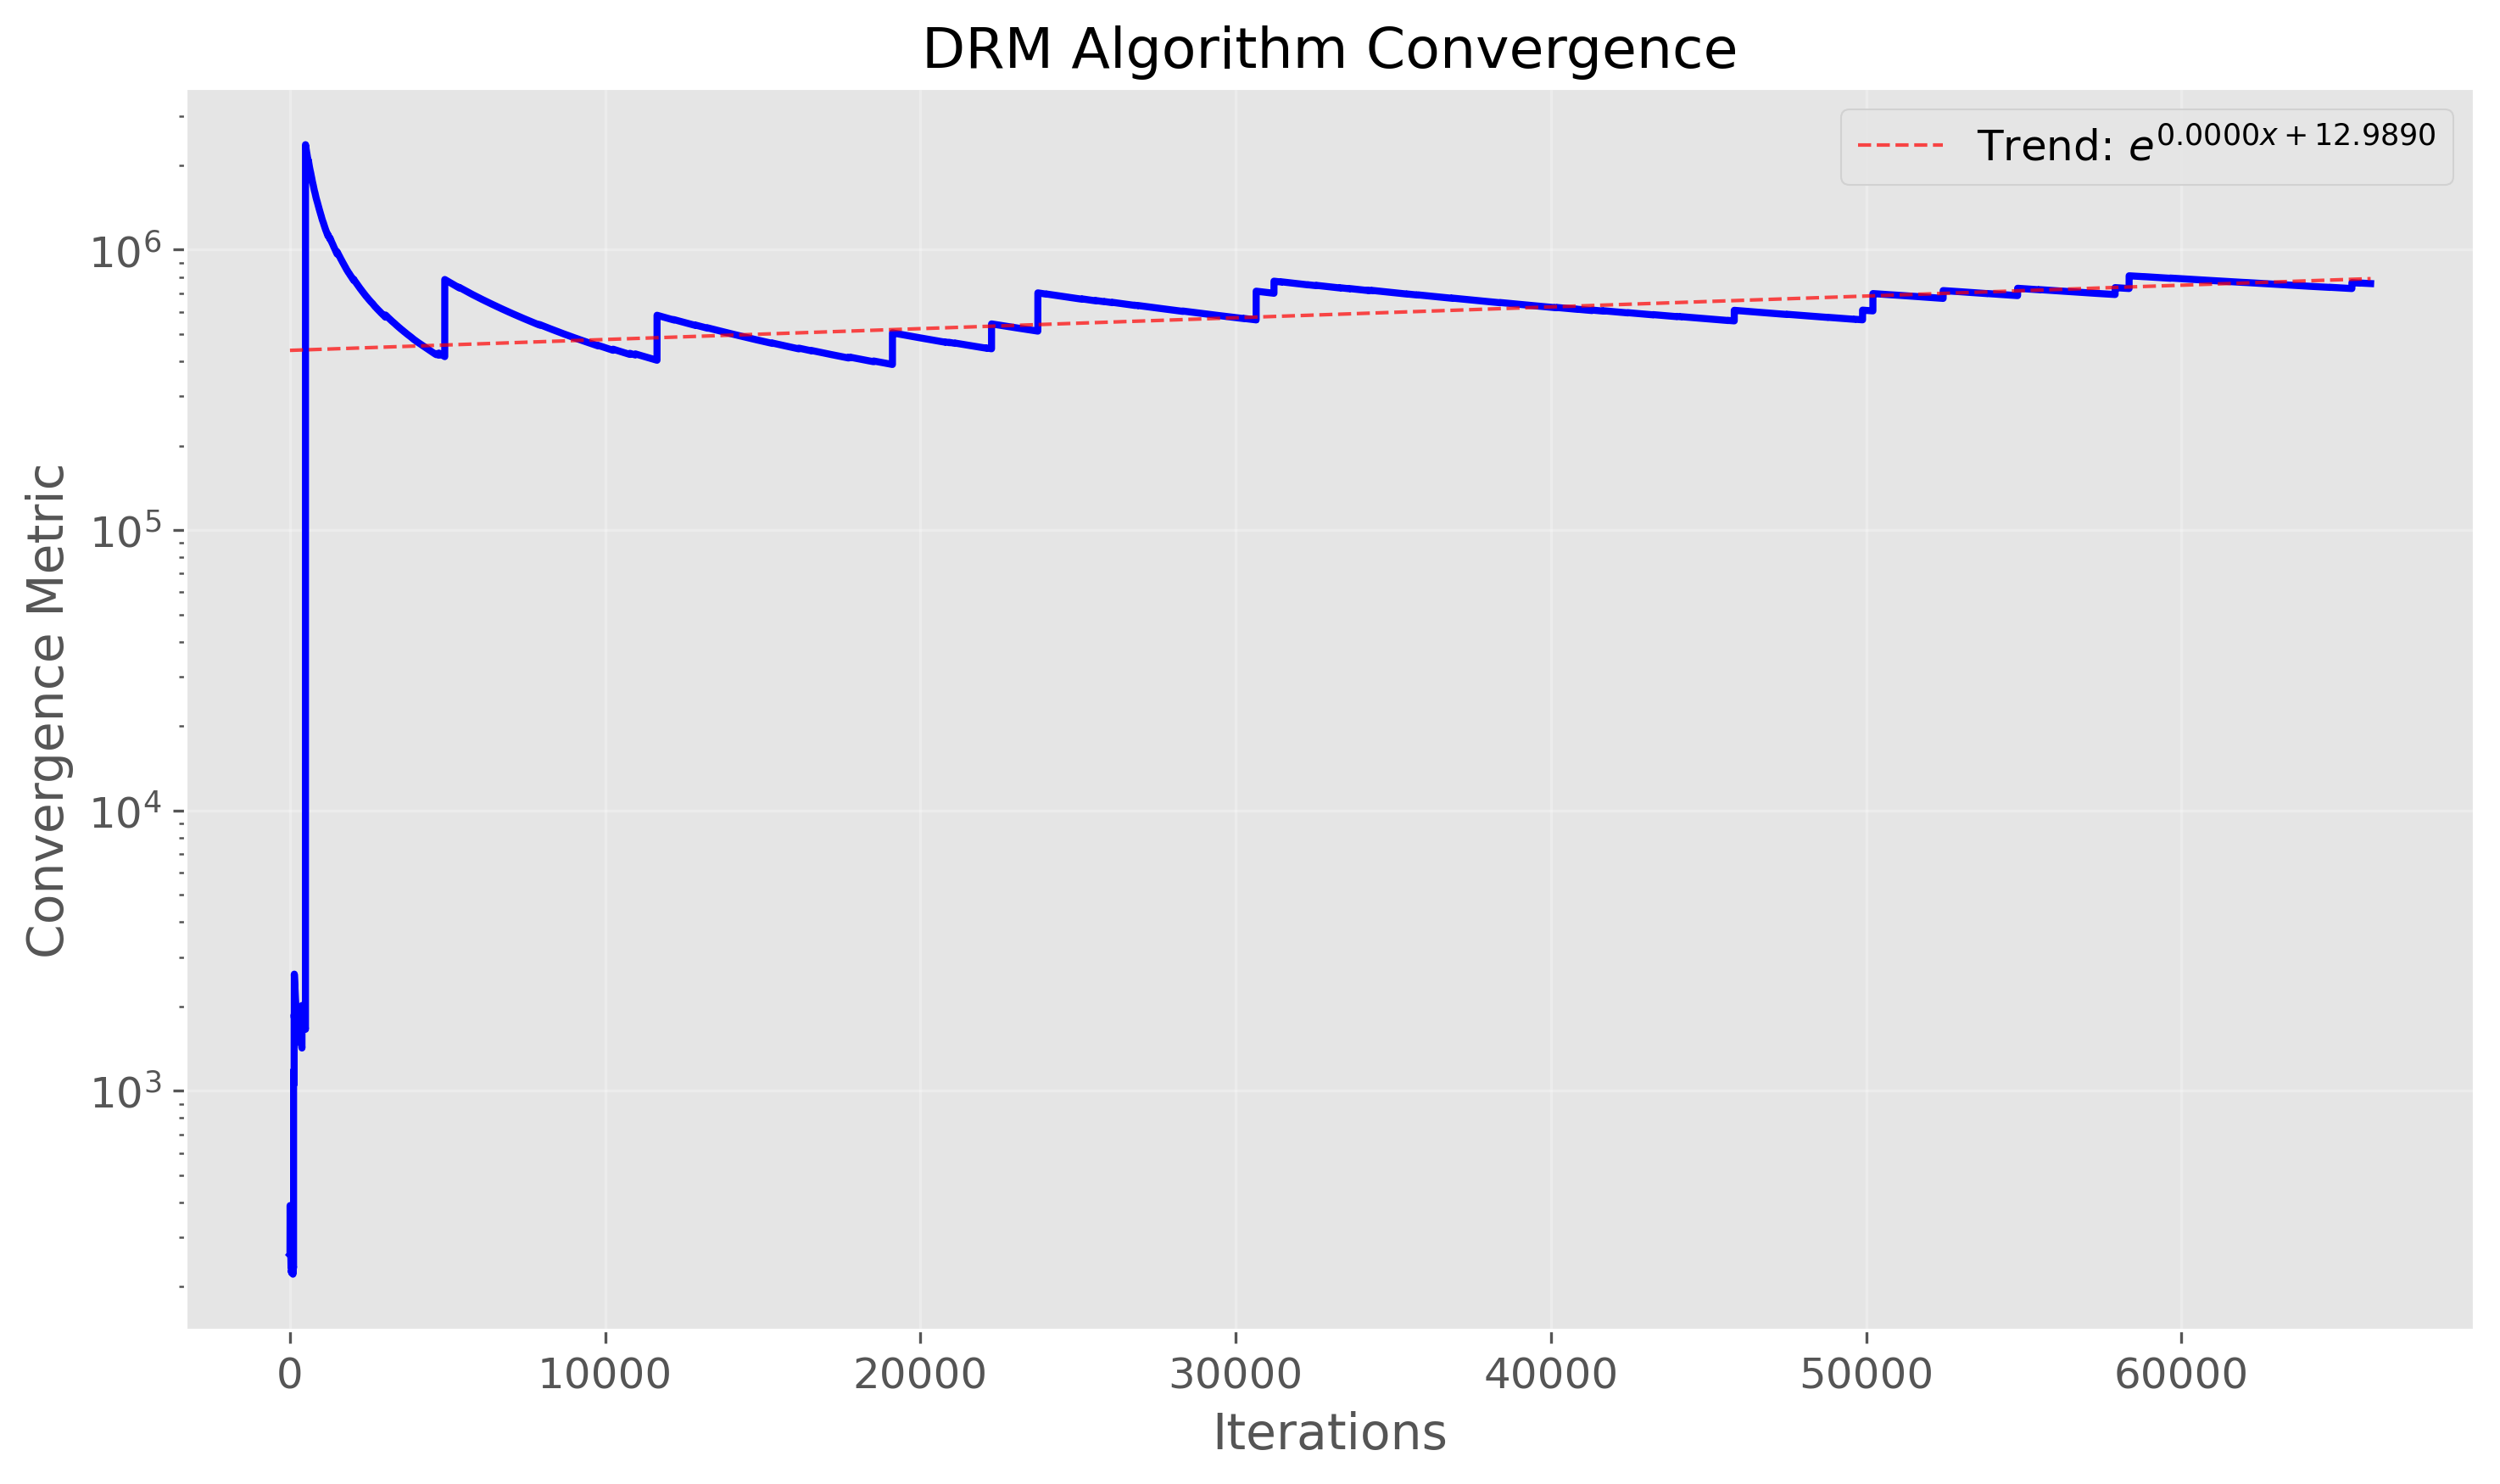 DRM Algorithm Convergence
Trend: e^{0.0000x + 12.9890}
Convergence Metric
10^6
10^5
10^4
10^3
0 10000 20000 30000 40000 50000 60000
Iterations